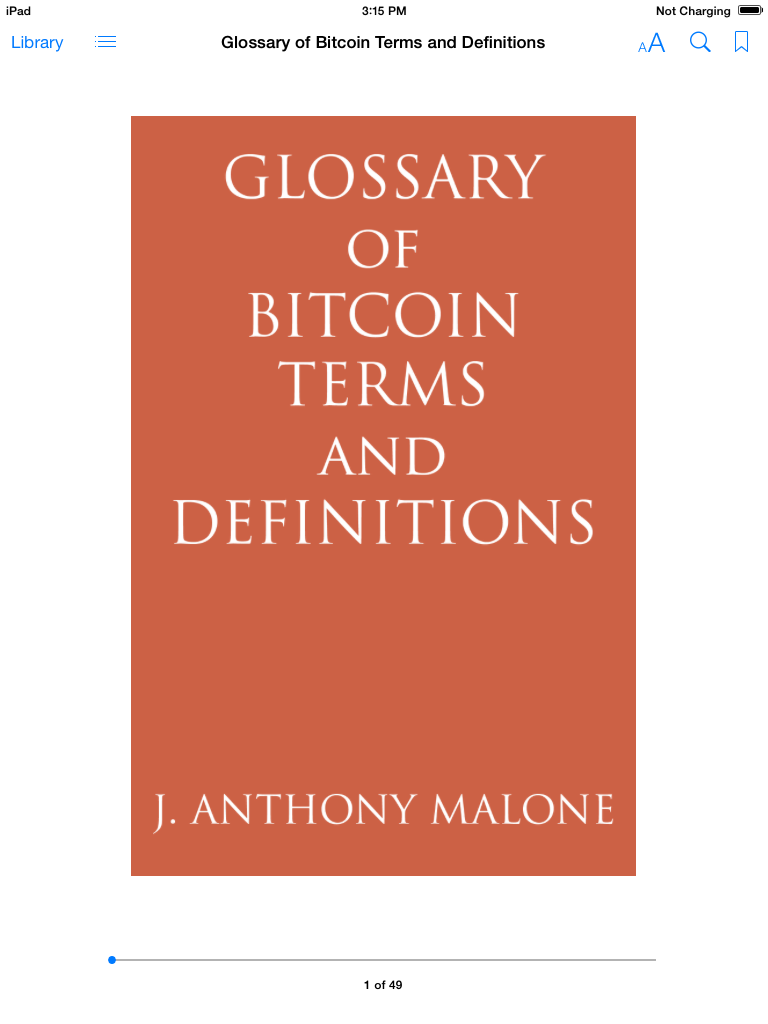 iPad 3:15 PM Not Charging
Library Glossary of Bitcoin Terms and Definitions AA
GLOSSARY
OF
BITCOIN
TERMS
AND
DEFINITIONS
J. ANTHONY MALONE
1 of 49